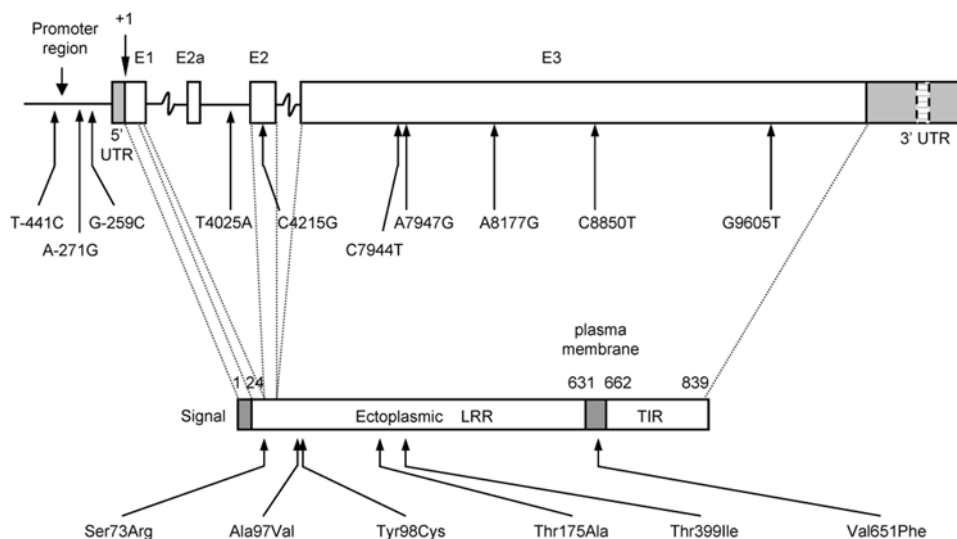 Promoter
region
+1
E1
E2a
E2
E3
5'
UTR
3' UTR
T-441C
A-271G
G-259C
T4025A
C4215G
C7944T
A7947G
A8177G
C8850T
G9605T
plasma
membrane
1 24
631 662 839
Signal
Ectoplasmic LRR
TIR
Ser73Arg
Ala97Val
Tyr98Cys
Thr175Ala
Thr399Ile
Val651Phe